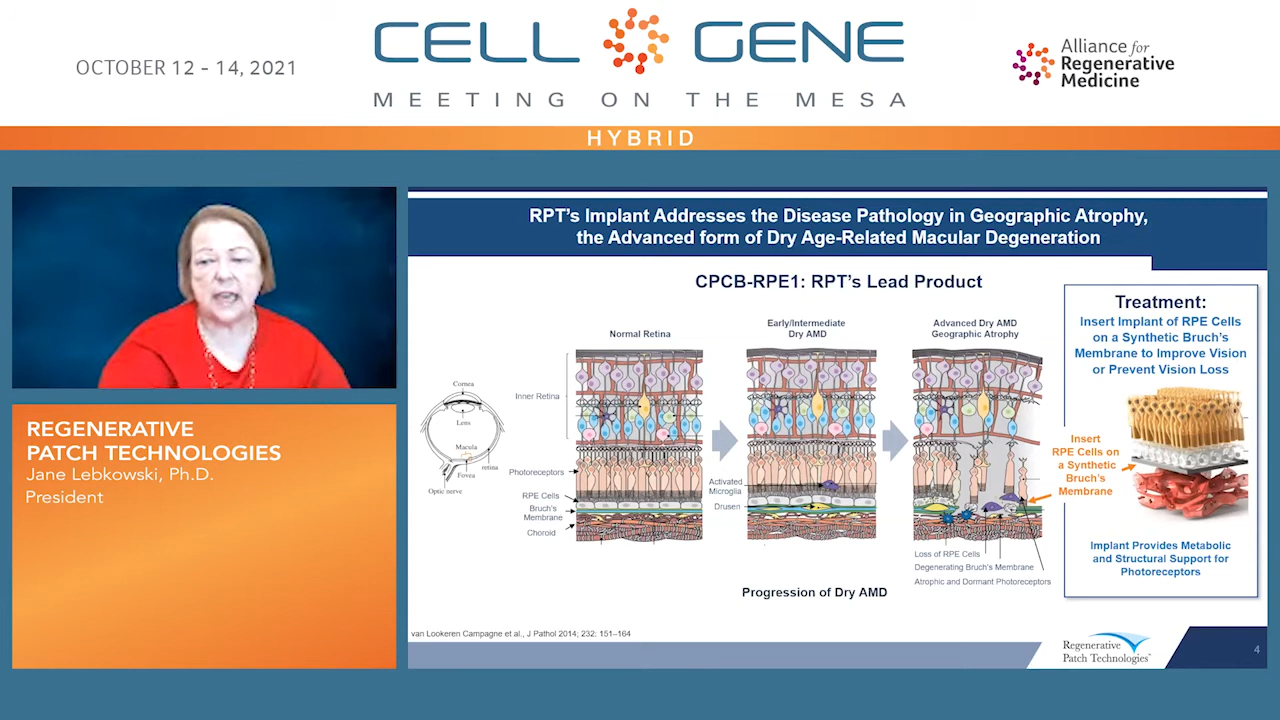 OCTOBER 12 - 14, 2021
CELL GENE
MEETING ON THE MESA
Alliance for
Regenerative
Medicine
HYBRID
REGENERATIVE
PATCH TECHNOLOGIES
Jane Lebkowski, Ph.D.
President
RPT's Implant Addresses the Disease Pathology in Geographic Atrophy,
the Advanced form of Dry Age-Related Macular Degeneration
CPCB-RPE1: RPT's Lead Product
Normal Retina
Early/Intermediate
Dry AMD
Advanced Dry AMD
Geographic Atrophy
Cornea
Lens
Macula
retina
Fovea
Optic nerve
Inner Retina
Photoreceptors
RPE Cells
Bruch's
Membrane
Choroid
Activated
Microglia
Drusen
Loss of RPE Cells
Degenerating Bruch's Membrane
Atrophic and Dormant Photoreceptors
Progression of Dry AMD
Insert
RPE Cells on
a Synthetic
Bruch's
Membrane
Treatment:
Insert Implant of RPE Cells
on a Synthetic Bruch's
Membrane to Improve Vision
or Prevent Vision Loss
Implant Provides Metabolic
and Structural Support for
Photoreceptors
van Lookeren Campagne et al., J Pathol 2014; 232: 151–164
Regenerative
Patch Technologies™
4